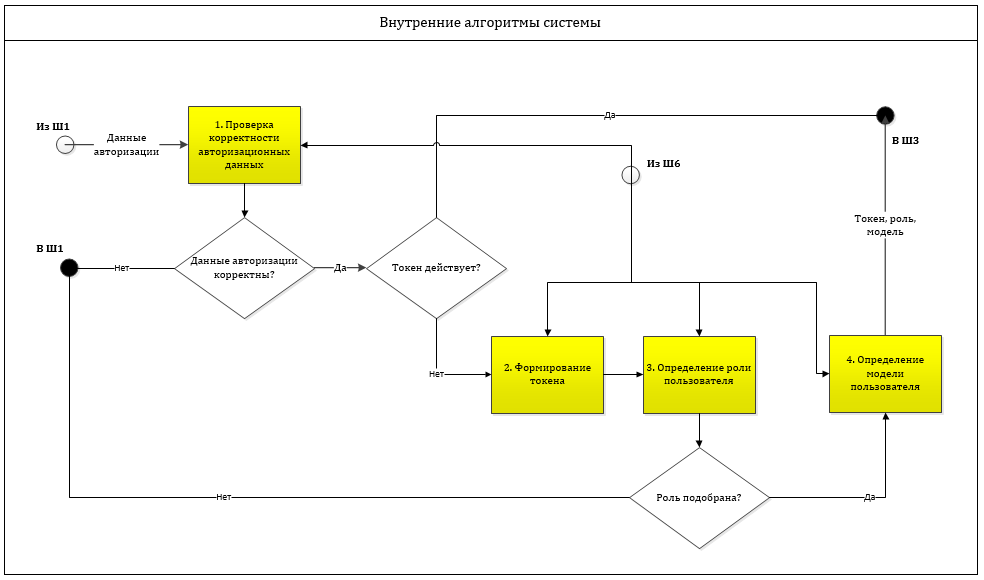 Внутренние алгоритмы системы
Из Ш1
Данные
авторизации
1. Проверка
корректности
авторизационных
данных
Да
В Ш3
Из Ш6
Токен, роль,
модель
В Ш1
Нет
Данные авторизации
корректны?
Да
Токен действует?
Нет
2. Формирование
токена
3. Определение роли
пользователя
4. Определение
модели
пользователя
Нет
Роль подобрана?
Да